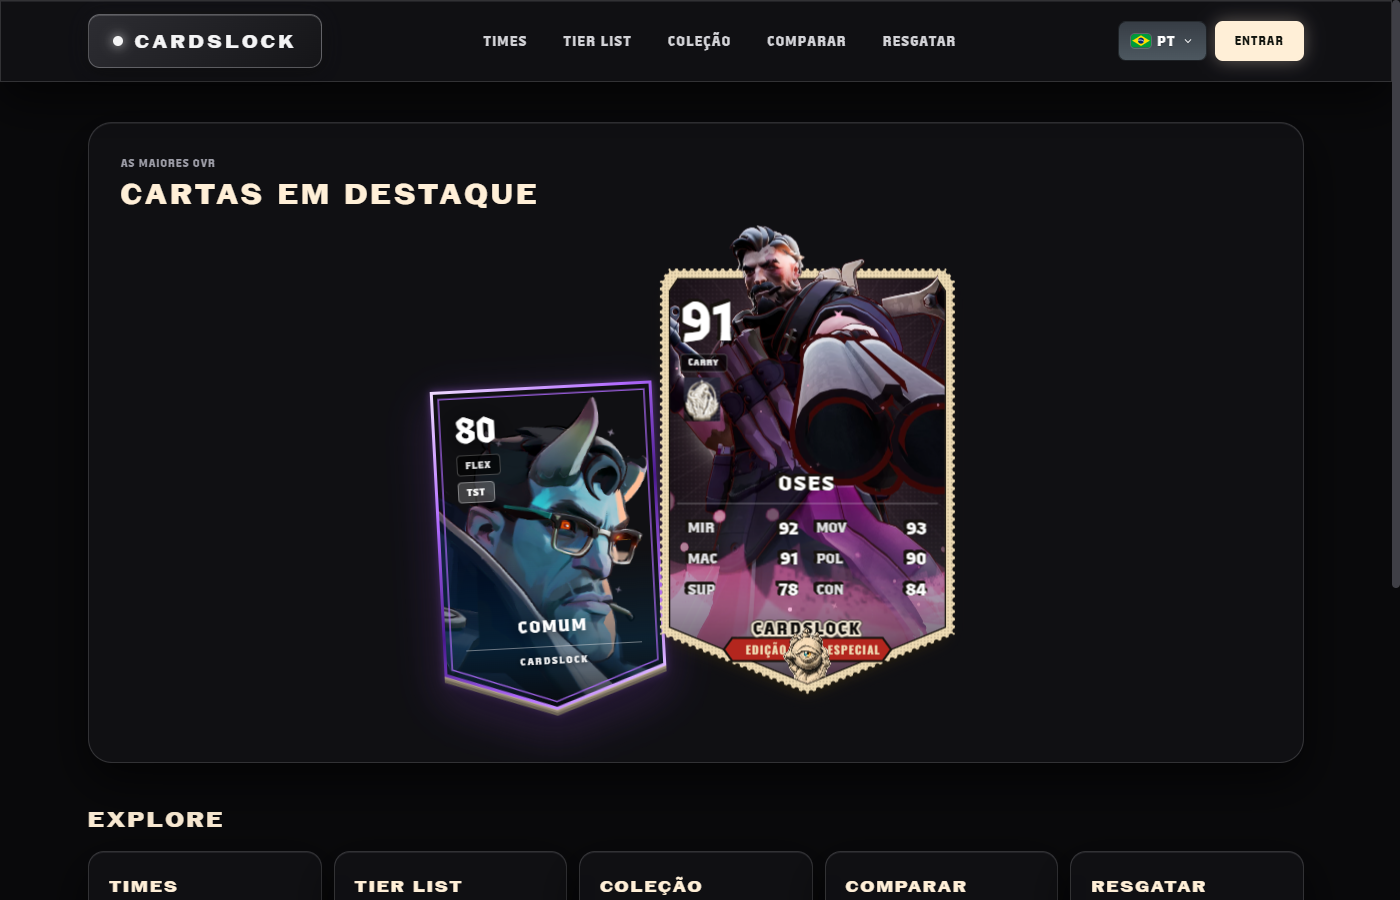 CARDSLOCK
TIMES
TIER LIST
COLEÇÃO
COMPARAR
RESGATAR
PT
ENTRAR
AS MAIORES OVR
CARTAS EM DESTAQUE
80
FLEX
TST
COMUM
CARDSLOCK
91
CARRY
OSES
MIR 92 MOV 93
MAC 91 POL 90
SUP 78 CON 84
CARDSLOCK
EDIÇÃO ESPECIAL
EXPLORE
TIMES
TIER LIST
COLEÇÃO
COMPARAR
RESGATAR